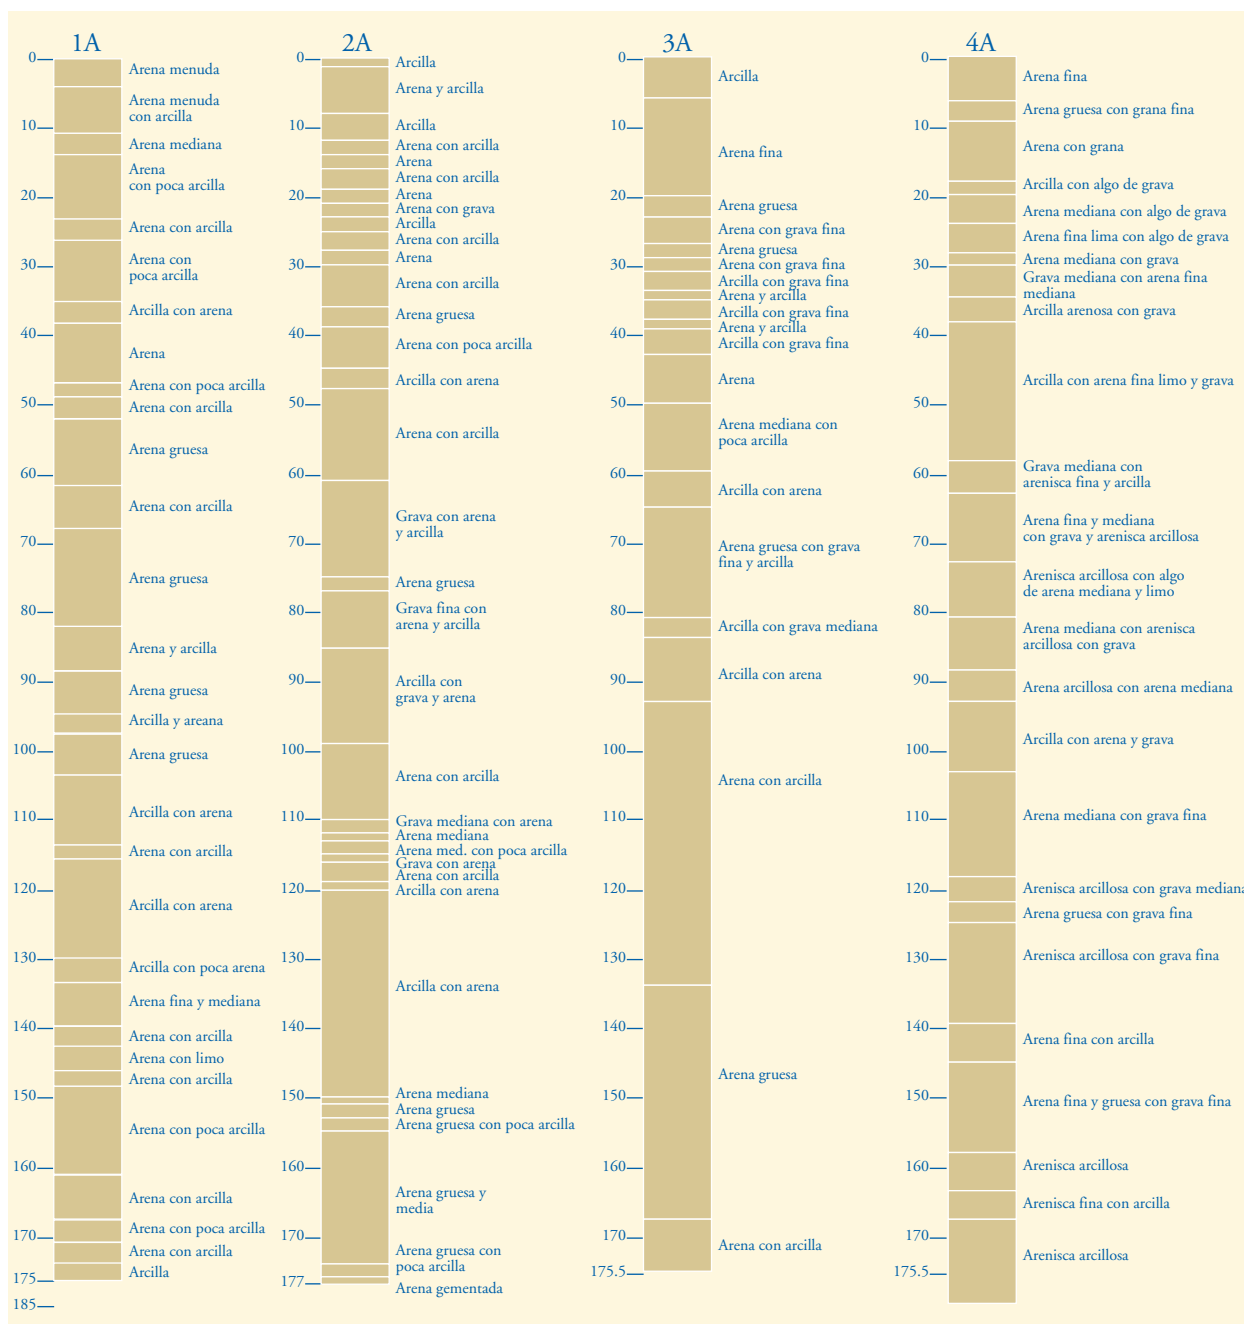 1A
0
10
20
30
40
50
60
70
80
90
100
110
120
130
140
150
160
170
175
185
Arena menuda
Arena menuda
con arcilla
Arena mediana
Arena
con poca arcilla
Arena con arcilla
Arena con
poca arcilla
Arcilla con arena
Arena
Arena con poca arcilla
Arena con arcilla
Arena gruesa
Arena con arcilla
Arena gruesa
Arena y arcilla
Arena gruesa
Arcilla y areana
Arena gruesa
Arcilla con arena
Arena con arcilla
Arcilla con arena
Arcilla con poca arena
Arena fina y mediana
Arena con arcilla
Arena con limo
Arena con arcilla
Arena con poca arcilla
Arena con arcilla
Arena con poca arcilla
Arena con arcilla
Arcilla
2A
0
10
20
30
40
50
60
70
80
90
100
110
120
130
140
150
160
170
177
Arcilla
Arena y arcilla
Arcilla
Arena con arcilla
Arena
Arena con arcilla
Arena
Arena con grava
Arcilla
Arena con arcilla
Arena
Arena con arcilla
Arena gruesa
Arena con poca arcilla
Arcilla con arena
Arena con arcilla
Grava con arena
y arcilla
Arena gruesa
Grava fina con
arena y arcilla
Arcilla con
grava y arena
Arena con arcilla
Grava mediana con arena
Arena mediana
Arena med. con poca arcilla
Grava con arena
Arena con arcilla
Arcilla con arena
Arcilla con arena
Arena mediana
Arena gruesa
Arena gruesa con poca arcilla
Arena gruesa y
media
Arena gruesa con
poca arcilla
Arena gementada
3A
0
10
20
30
40
50
60
70
80
90
100
110
120
130
140
150
160
170
175.5
Arcilla
Arena fina
Arena gruesa
Arena con grava fina
Arena gruesa
Arena con grava fina
Arcilla con grava fina
Arena y arcilla
Arcilla con grava fina
Arena y arcilla
Arcilla con grava fina
Arena
Arena mediana con
poca arcilla
Arcilla con arena
Arena gruesa con grava
fina y arcilla
Arcilla con grava mediana
Arcilla con arena
Arena con arcilla
Arena gruesa
Arena con arcilla
4A
0
10
20
30
40
50
60
70
80
90
100
110
120
130
140
150
160
170
175.5
Arena fina
Arena gruesa con grana fina
Arena con grana
Arcilla con algo de grava
Arena mediana con algo de grava
Arena fina lima con algo de grava
Arena mediana con grava
Grava mediana con arena fina
mediana
Arcilla arenosa con grava
Arcilla con arena fina limo y grava
Grava mediana con
arenisca fina y arcilla
Arena fina y mediana
con grava y arenisca arcillosa
Arenisca arcillosa con algo
de arena mediana y limo
Arena mediana con arenisca
arcillosa con grava
Arena arcillosa con arena mediana
Arcilla con arena y grava
Arena mediana con grava fina
Arenisca arcillosa con grava mediana
Arena gruesa con grava fina
Arenisca arcillosa con grava fina
Arena fina con arcilla
Arena fina y gruesa con grava fina
Arenisca arcillosa
Arenisca fina con arcilla
Arenisca arcillosa